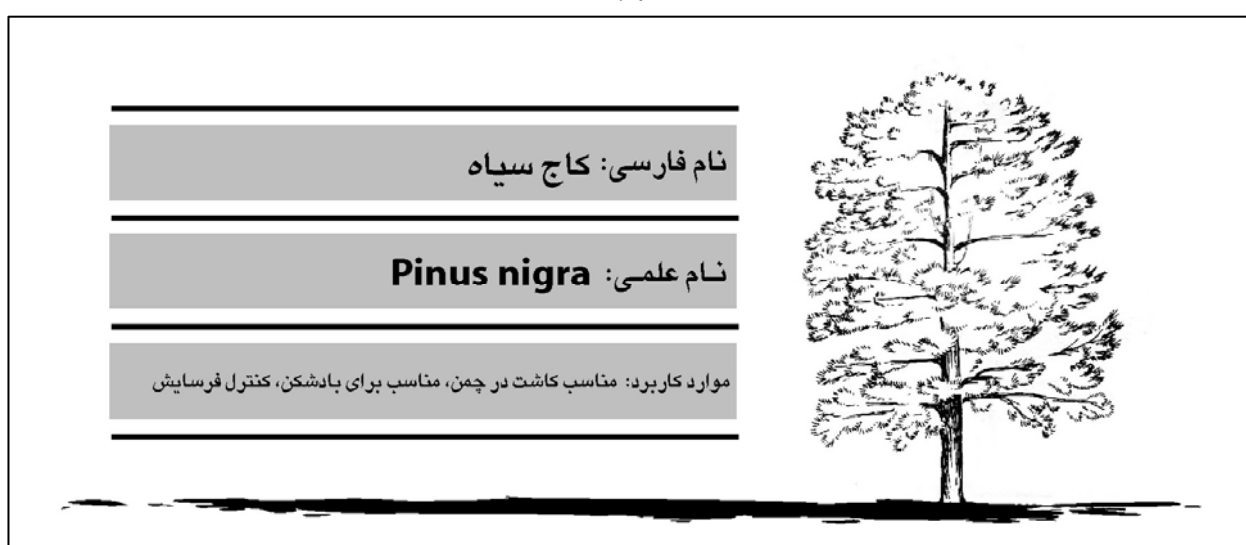 نام فارسی: کاج سیاه
نام علمی: Pinus nigra
موارد کاربرد: مناسب کاشت در چمن، مناسب برای بادشکن، کنترل فرسایش